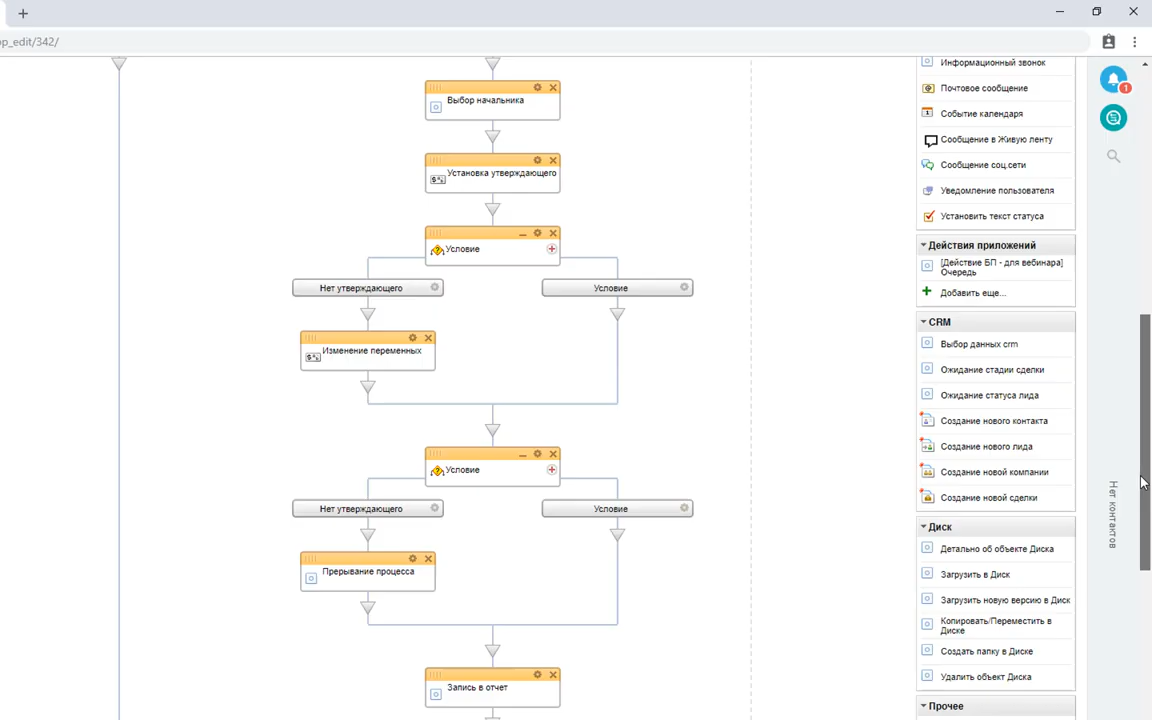 op_edit/342/
Информационный звонок
Почтовое сообщение
Событие календаря
Сообщение в Живую ленту
Сообщение соц.сети
Уведомление пользователя
Установить текст статуса
Действия приложений
[Действие БП - для вебинара]
Очередь
Добавить еще...
CRM
Выбор данных crm
Ожидание стадии сделки
Ожидание статуса лида
Создание нового контакта
Создание нового лида
Создание новой компании
Создание новой сделки
Диск
Детально об объекте Диска
Загрузить в Диск
Загрузить новую версию в Диск
Копировать/Переместить в
Диске
Создать папку в Диске
Удалить объект Диска
Прочее
Выбор начальника
Установка утверждающего
Условие
Нет утверждающего
Условие
Изменение переменных
Условие
Нет утверждающего
Условие
Прерывание процесса
Запись в отчет
1
Нет контактов